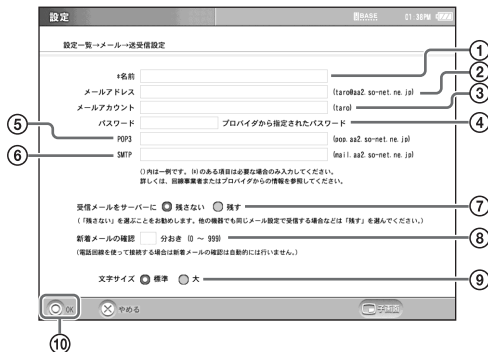 設定 BASE 01:38PM
設定一覧→メール→送受信設定
*名前 ①
メールアドレス (taro@aa2.so-net.ne.jp) ②
メールアカウント (taro) ③
パスワード プロバイダから指定されたパスワード ④
⑤ POP3 (pop.aa2.so-net.ne.jp)
⑥ SMTP (mail.aa2.so-net.ne.jp)
()内は一例です。(*)のある項目は必要な場合のみ入力してください。
詳しくは、回線事業者またはプロバイダからの情報を参照してください。
受信メールをサーバーに 残さない 残す ⑦
(「残さない」を選ぶことをお勧めします。他の機器でも同じメール設定で受信する場合などは「残す」を選んでください。)
新着メールの確認 分おき (0 ～ 999) ⑧
(電話回線を使って接続する場合は新着メールの確認は自動的には行いません。)
文字サイズ 標準 大 ⑨
OK やめる 子画面
⑩